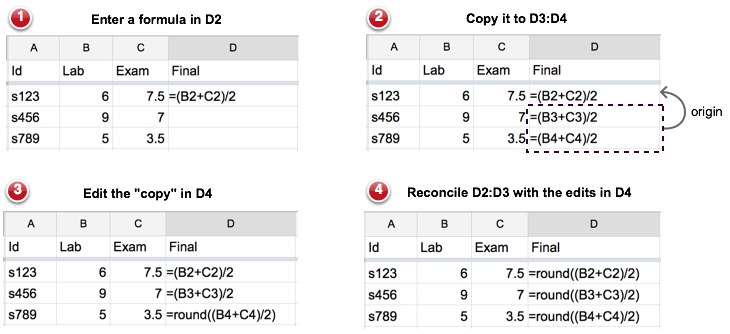 1 Enter a formula in D2
A B C D
Id Lab Exam Final
s123 6 7.5 =(B2+C2)/2
s456 9 7
s789 5 3.5
2 Copy it to D3:D4
A B C D
Id Lab Exam Final
s123 6 7.5 =(B2+C2)/2
s456 9 7 =(B3+C3)/2
s789 5 3.5 =(B4+C4)/2
origin
3 Edit the "copy" in D4
A B C D
Id Lab Exam Final
s123 6 7.5 =(B2+C2)/2
s456 9 7 =(B3+C3)/2
s789 5 3.5 =round((B4+C4)/2)
4 Reconcile D2:D3 with the edits in D4
A B C D
Id Lab Exam Final
s123 6 7.5 =round((B2+C2)/2)
s456 9 7 =round((B3+C3)/2)
s789 5 3.5 =round((B4+C4)/2)